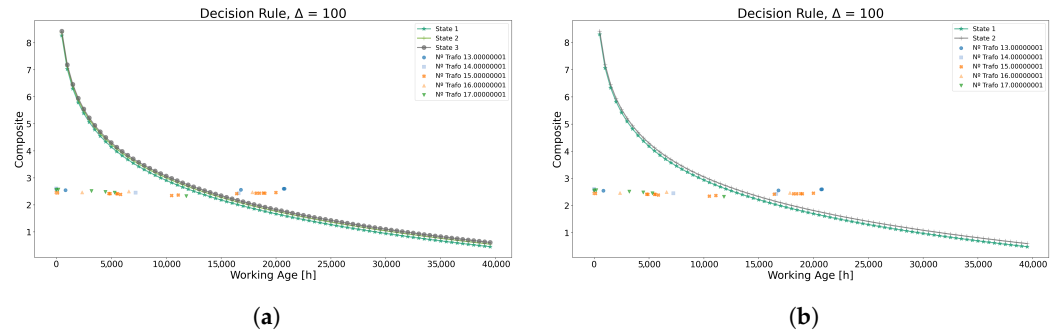 Decision Rule, Δ = 100
State 1
State 2
State 3
Nº Trafo 13.00000001
Nº Trafo 14.00000001
Nº Trafo 15.00000001
Nº Trafo 16.00000001
Nº Trafo 17.00000001
Composite
8
7
6
5
4
3
2
1
0 5,000 10,000 15,000 20,000 25,000 30,000 35,000 40,000
Working Age [h]
(a)
Decision Rule, Δ = 100
State 1
State 2
Nº Trafo 13.00000001
Nº Trafo 14.00000001
Nº Trafo 15.00000001
Nº Trafo 16.00000001
Nº Trafo 17.00000001
Composite
8
7
6
5
4
3
2
1
0 5,000 10,000 15,000 20,000 25,000 30,000 35,000 40,000
Working Age [h]
(b)